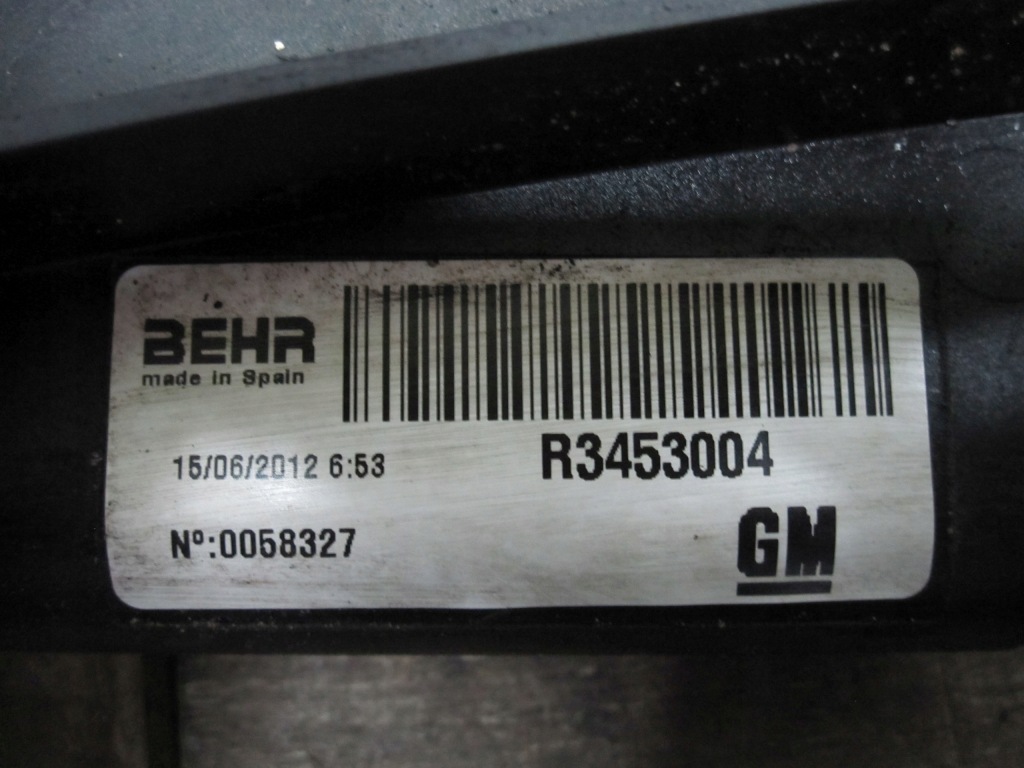 BEHR
made in Spain
15/06/2012 6:53
R3453004
Nº:0058327
GM